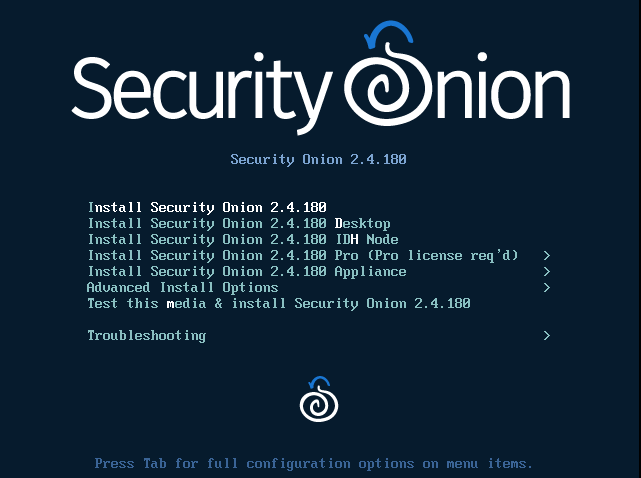 Security Onion
Security Onion 2.4.180
Install Security Onion 2.4.180
Install Security Onion 2.4.180 Desktop
Install Security Onion 2.4.180 IDH Node
Install Security Onion 2.4.180 Pro (Pro license req'd) >
Install Security Onion 2.4.180 Appliance >
Advanced Install Options >
Test this media & install Security Onion 2.4.180
Troubleshooting >
Press Tab for full configuration options on menu items.